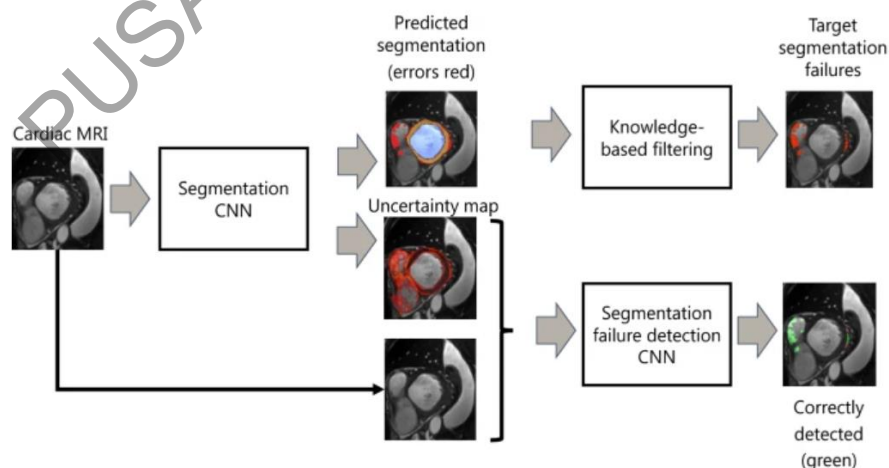 PUSA
Predicted
segmentation
(errors red)
Target
segmentation
failures
Cardiac MRI
Segmentation
CNN
Knowledge-
based filtering
Uncertainty map
Segmentation
failure detection
CNN
Correctly
detected
(green)